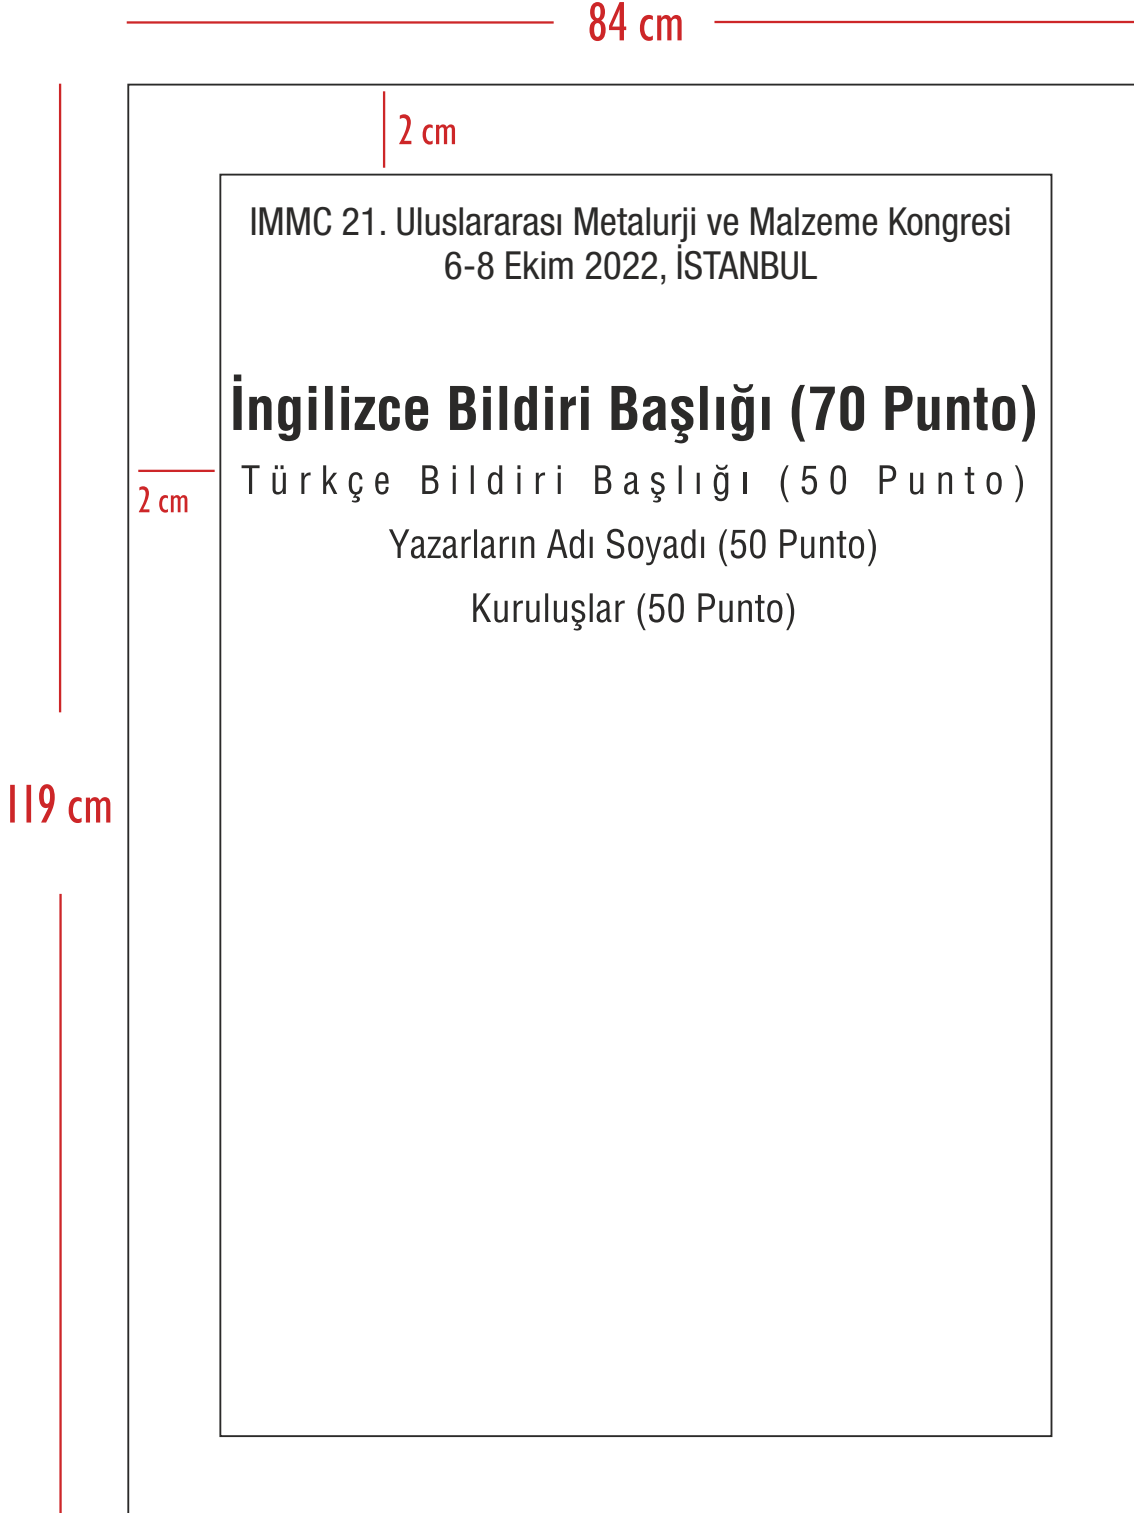 84 cm
2 cm
IMMC 21. Uluslararası Metalurji ve Malzeme Kongresi
6-8 Ekim 2022, İSTANBUL
İngilizce Bildiri Başlığı (70 Punto)
Türkçe Bildiri Başlığı (50 Punto)
2 cm
Yazarların Adı Soyadı (50 Punto)
Kuruluşlar (50 Punto)
119 cm